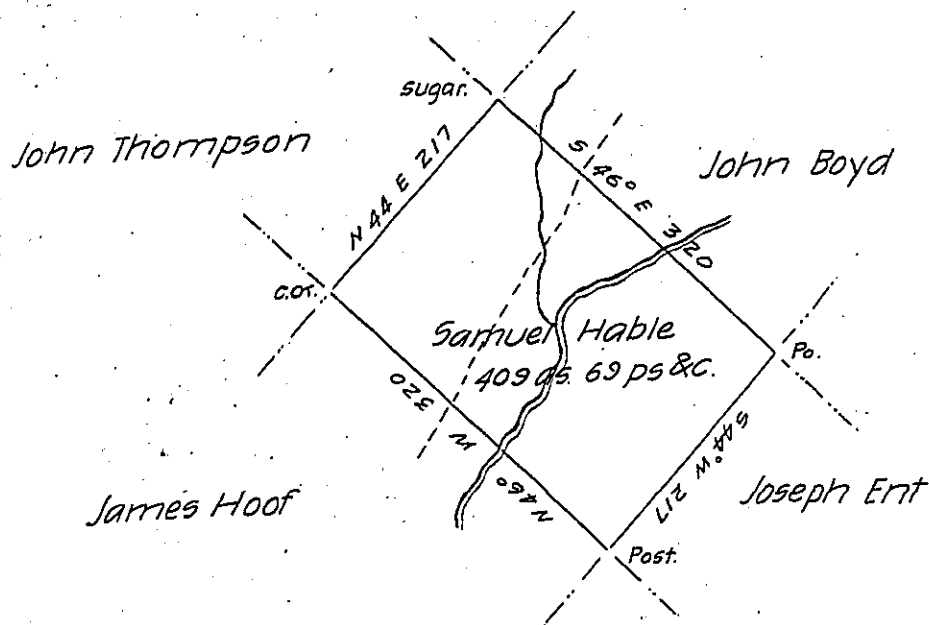 sugar.
John Thompson
N 44 E 217
S 46° E 320
John Boyd
c.or.
Samuel Hable
409 as. 69 ps &c.
Po.
N 46° W 320
S 44° W 217
James Hoof
Joseph Ent
Post.